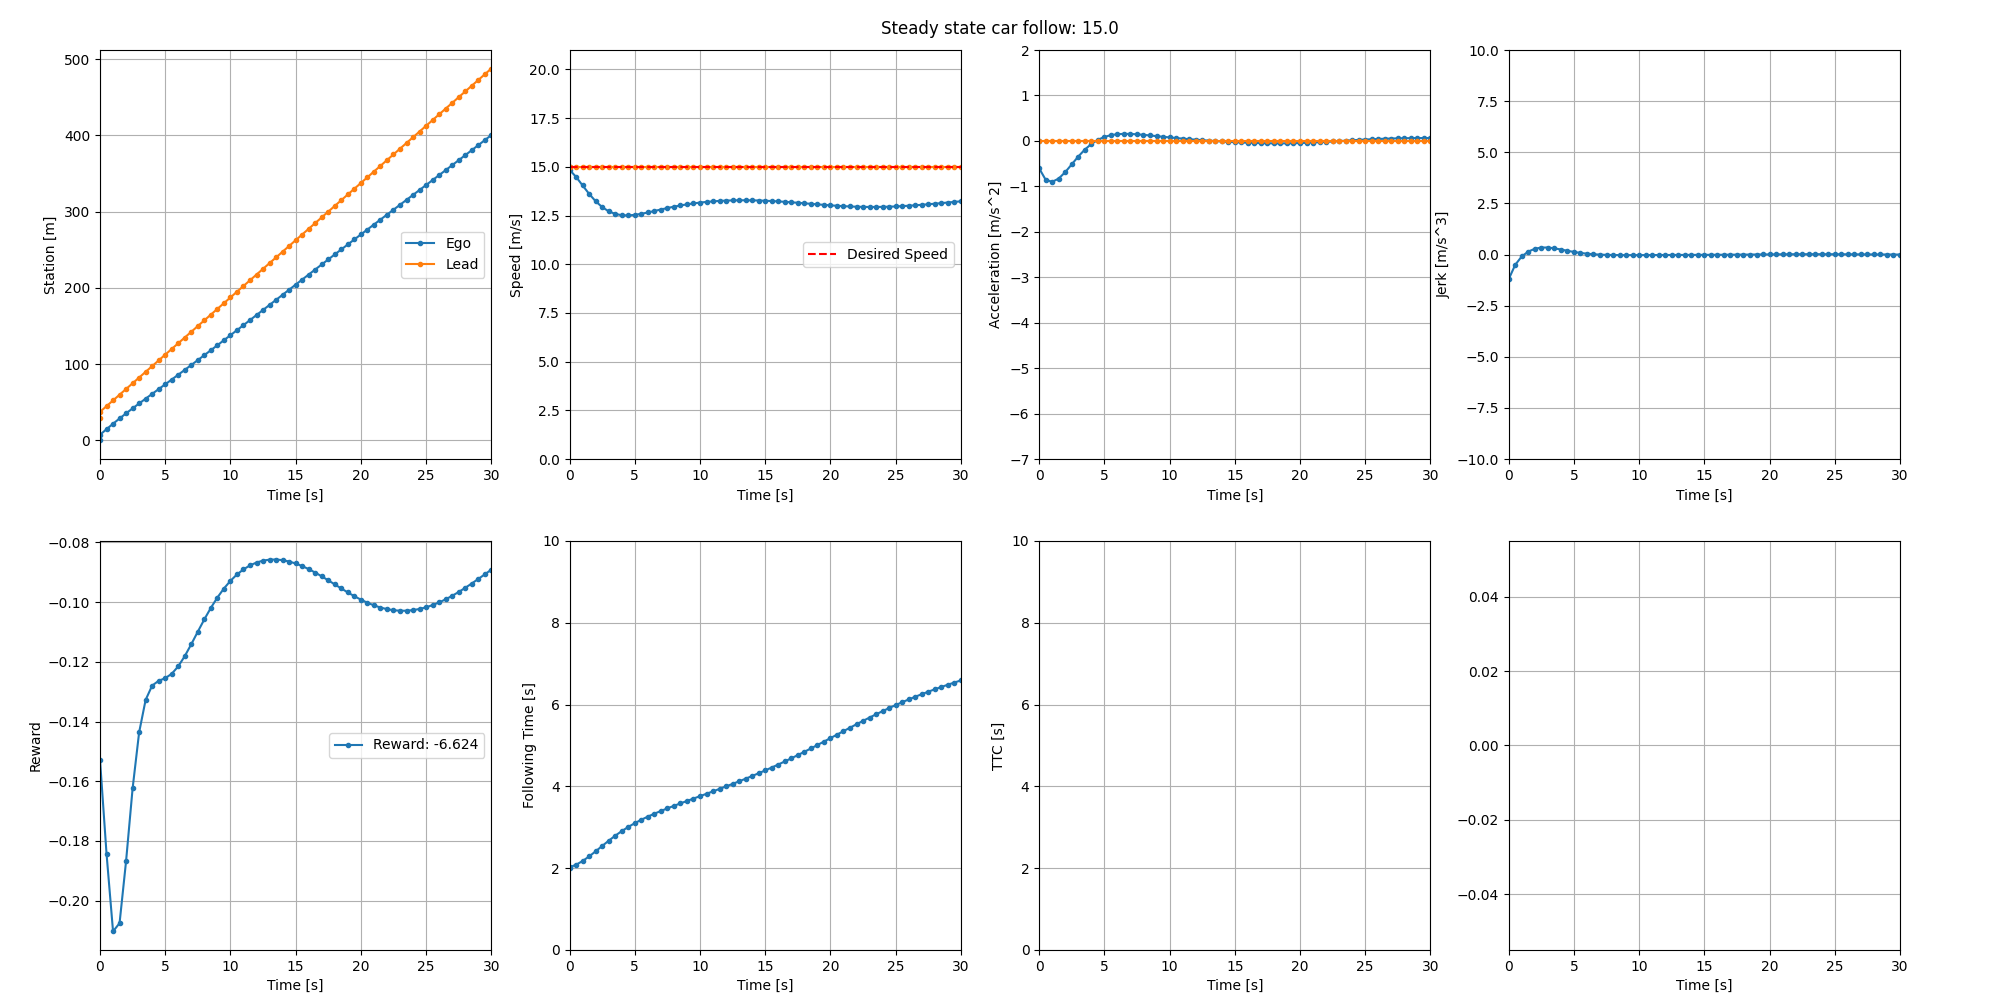 Steady state car follow: 15.0
Station [m]
500
400
300
200
100
0
Ego
Lead
0 5 10 15 20 25 30
Time [s]
Speed [m/s]
20.0
17.5
15.0
12.5
10.0
7.5
5.0
2.5
0.0
Desired Speed
0 5 10 15 20 25 30
Time [s]
Acceleration [m/s^2]
2
1
0
−1
−2
−3
−4
−5
−6
−7
0 5 10 15 20 25 30
Time [s]
Jerk [m/s^3]
10.0
7.5
5.0
2.5
0.0
−2.5
−5.0
−7.5
−10.0
0 5 10 15 20 25 30
Time [s]
Reward
−0.08
−0.10
−0.12
−0.14
−0.16
−0.18
−0.20
Reward: -6.624
0 5 10 15 20 25 30
Time [s]
Following Time [s]
10
8
6
4
2
0
0 5 10 15 20 25 30
Time [s]
TTC [s]
10
8
6
4
2
0
0 5 10 15 20 25 30
Time [s]
0.04
0.02
0.00
−0.02
−0.04
0 5 10 15 20 25 30
Time [s]